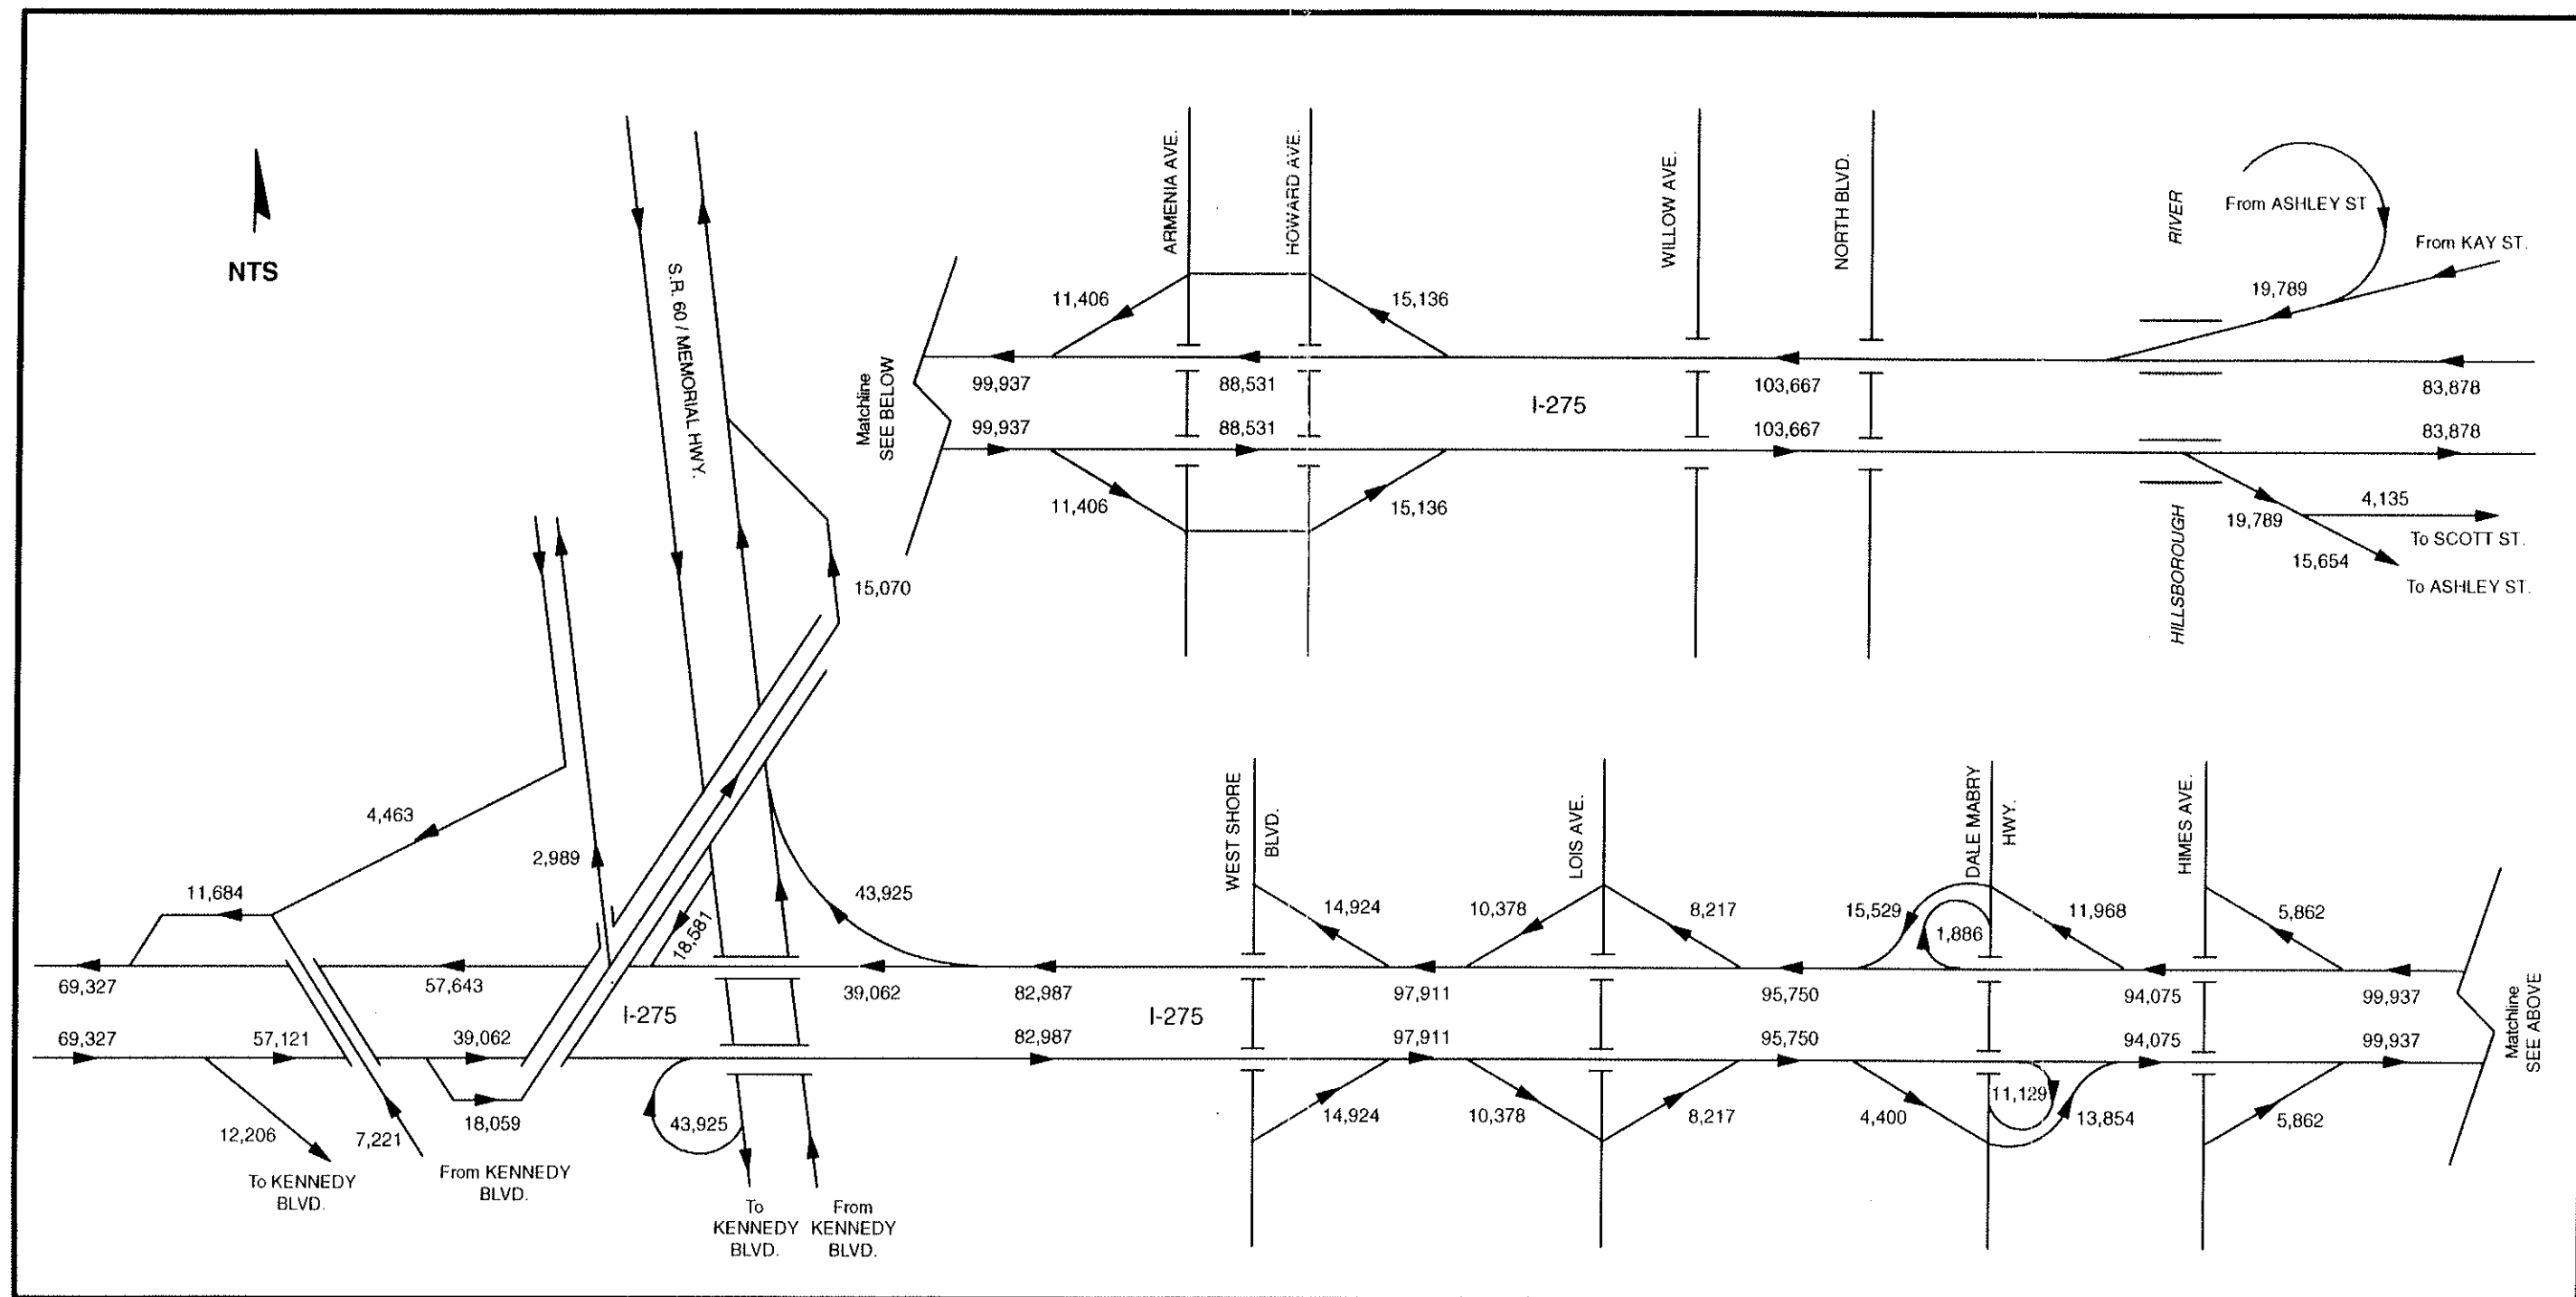 NTS
S.R. 60 / MEMORIAL HWY.
Matchline
SEE BELOW
ARMENIA AVE.
HOWARD AVE.
WILLOW AVE.
NORTH BLVD.
RIVER
HILLSBOROUGH
From ASHLEY ST
From KAY ST.
19,789
11,406
15,136
99,937
88,531
103,667
83,878
I-275
99,937
88,531
103,667
83,878
11,406
15,136
19,789
4,135
To SCOTT ST.
15,654
To ASHLEY ST.
15,070
4,463
2,989
11,684
18,581
43,925
WEST SHORE
BLVD.
LOIS AVE.
DALE MABRY
HWY.
HIMES AVE.
14,924
10,378
8,217
15,529
1,886
11,968
5,862
69,327
57,643
39,062
82,987
97,911
95,750
94,075
99,937
I-275
I-275
Matchline
SEE ABOVE
69,327
57,121
39,062
82,987
97,911
95,750
94,075
99,937
12,206
7,221
18,059
43,925
14,924
10,378
8,217
4,400
11,129
13,854
5,862
To KENNEDY
BLVD.
From KENNEDY
BLVD.
To
KENNEDY
BLVD.
From
KENNEDY
BLVD.